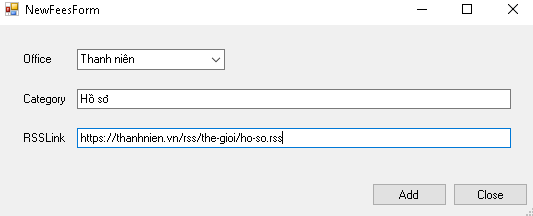 NewFeesForm
Office Thanh niên
Category Hồ sơ
RSSLink https://thanhnien.vn/rss/the-gioi/ho-so.rss
Add Close